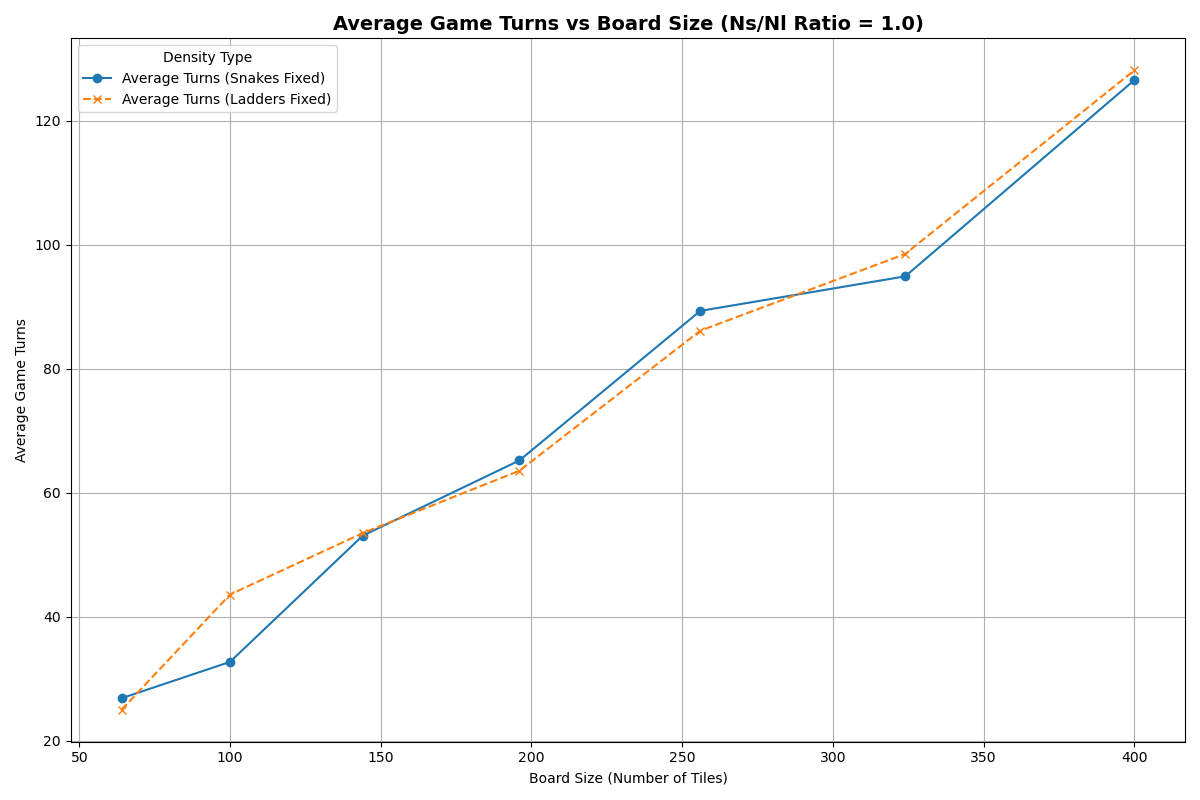 Average Game Turns vs Board Size (Ns/Nl Ratio = 1.0)
Density Type
Average Turns (Snakes Fixed)
Average Turns (Ladders Fixed)
Average Game Turns
120
100
80
60
40
20
50 100 150 200 250 300 350 400
Board Size (Number of Tiles)